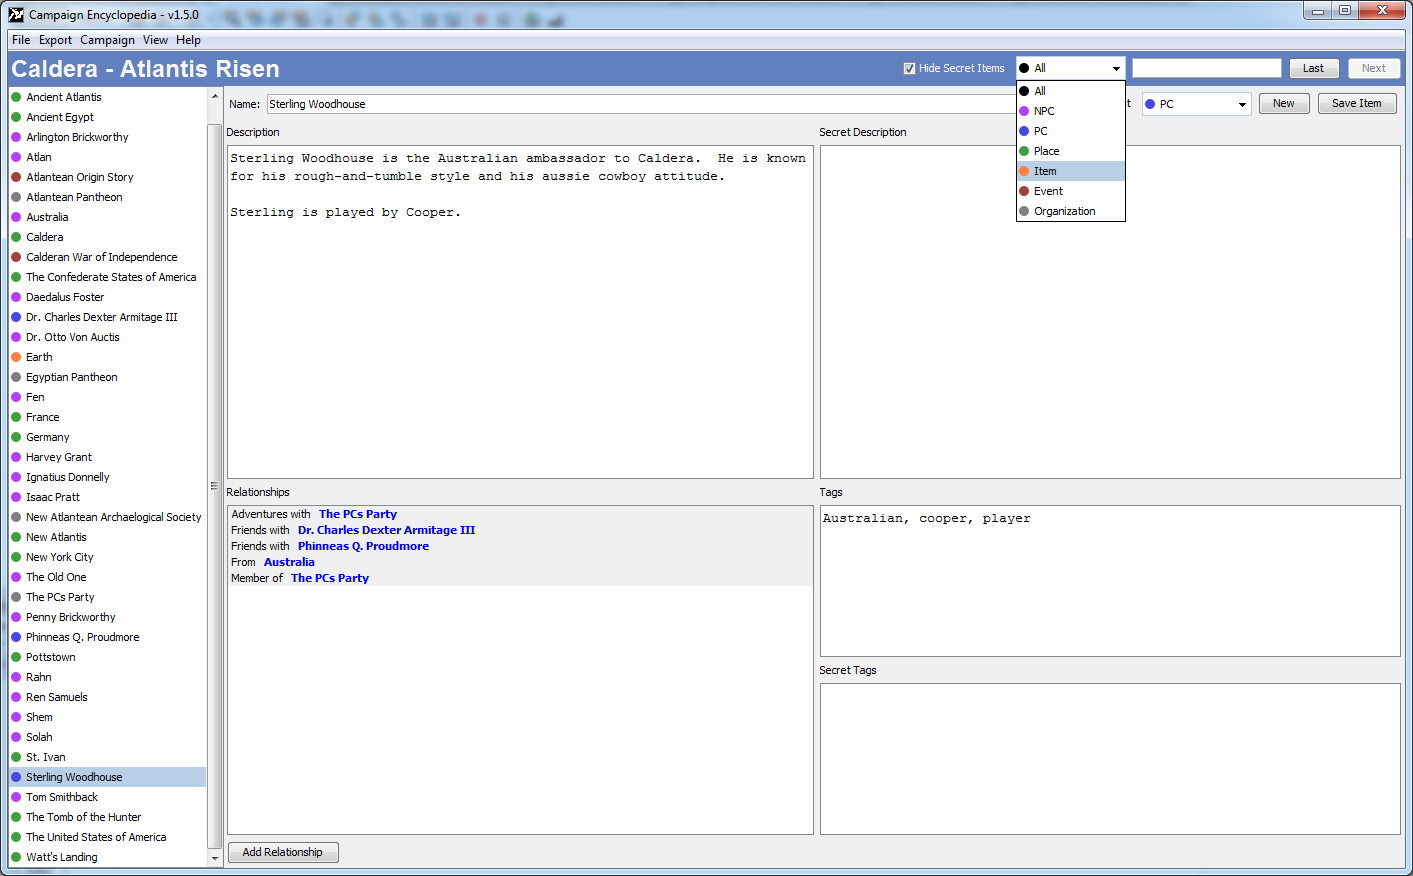 Campaign Encyclopedia - v1.5.0
File Export Campaign View Help
Caldera - Atlantis Risen
Hide Secret Items
All
Last
Next
All
NPC
PC
Place
Item
Event
Organization
Ancient Atlantis
Ancient Egypt
Arlington Brickworthy
Atlan
Atlantean Origin Story
Atlantean Pantheon
Australia
Caldera
Calderan War of Independence
The Confederate States of America
Daedalus Foster
Dr. Charles Dexter Armitage III
Dr. Otto Von Auctis
Earth
Egyptian Pantheon
Fen
France
Germany
Harvey Grant
Ignatius Donnelly
Isaac Pratt
New Atlantean Archaelogical Society
New Atlantis
New York City
The Old One
The PCs Party
Penny Brickworthy
Phinneas Q. Proudmore
Pottstown
Rahn
Ren Samuels
Shem
Solah
St. Ivan
Sterling Woodhouse
Tom Smithback
The Tomb of the Hunter
The United States of America
Watt's Landing
Name: Sterling Woodhouse
t
PC
New
Save Item
Description
Sterling Woodhouse is the Australian ambassador to Caldera.  He is known
for his rough-and-tumble style and his aussie cowboy attitude.
Sterling is played by Cooper.
Secret Description
Relationships
Adventures with The PCs Party
Friends with Dr. Charles Dexter Armitage III
Friends with Phinneas Q. Proudmore
From Australia
Member of The PCs Party
Tags
Australian, cooper, player
Secret Tags
Add Relationship